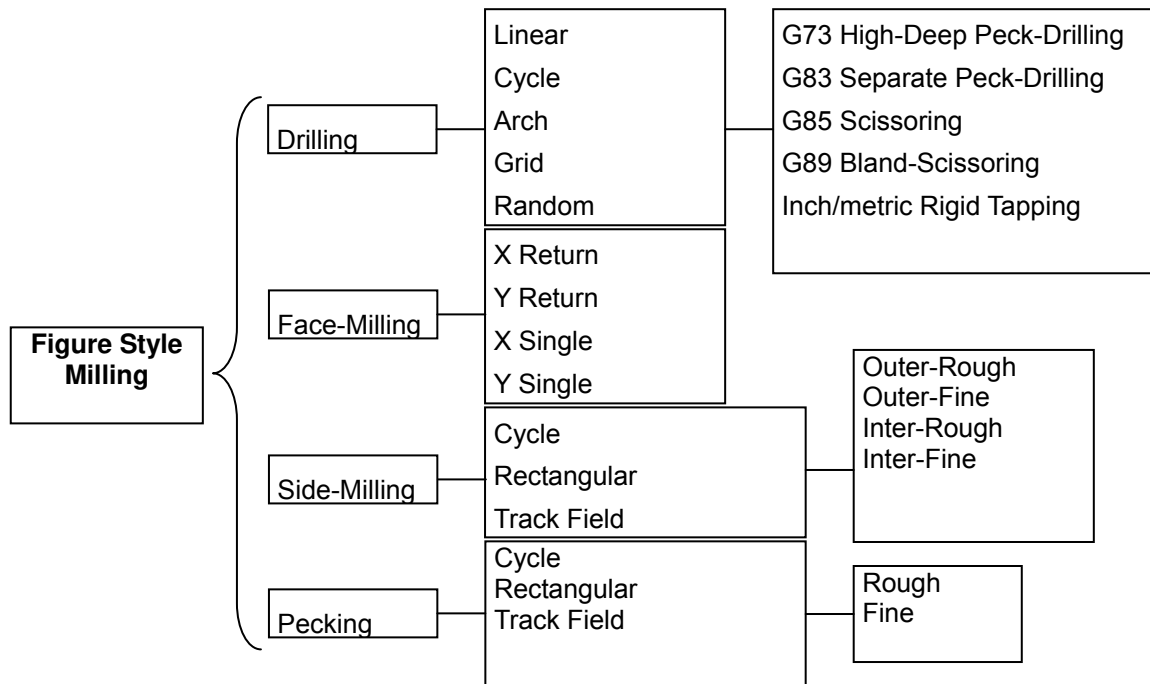 Figure Style
Milling
Drilling
Linear
Cycle
Arch
Grid
Random
G73 High-Deep Peck-Drilling
G83 Separate Peck-Drilling
G85 Scissoring
G89 Bland-Scissoring
Inch/metric Rigid Tapping
Face-Milling
X Return
Y Return
X Single
Y Single
Side-Milling
Cycle
Rectangular
Track Field
Outer-Rough
Outer-Fine
Inter-Rough
Inter-Fine
Pecking
Cycle
Rectangular
Track Field
Rough
Fine